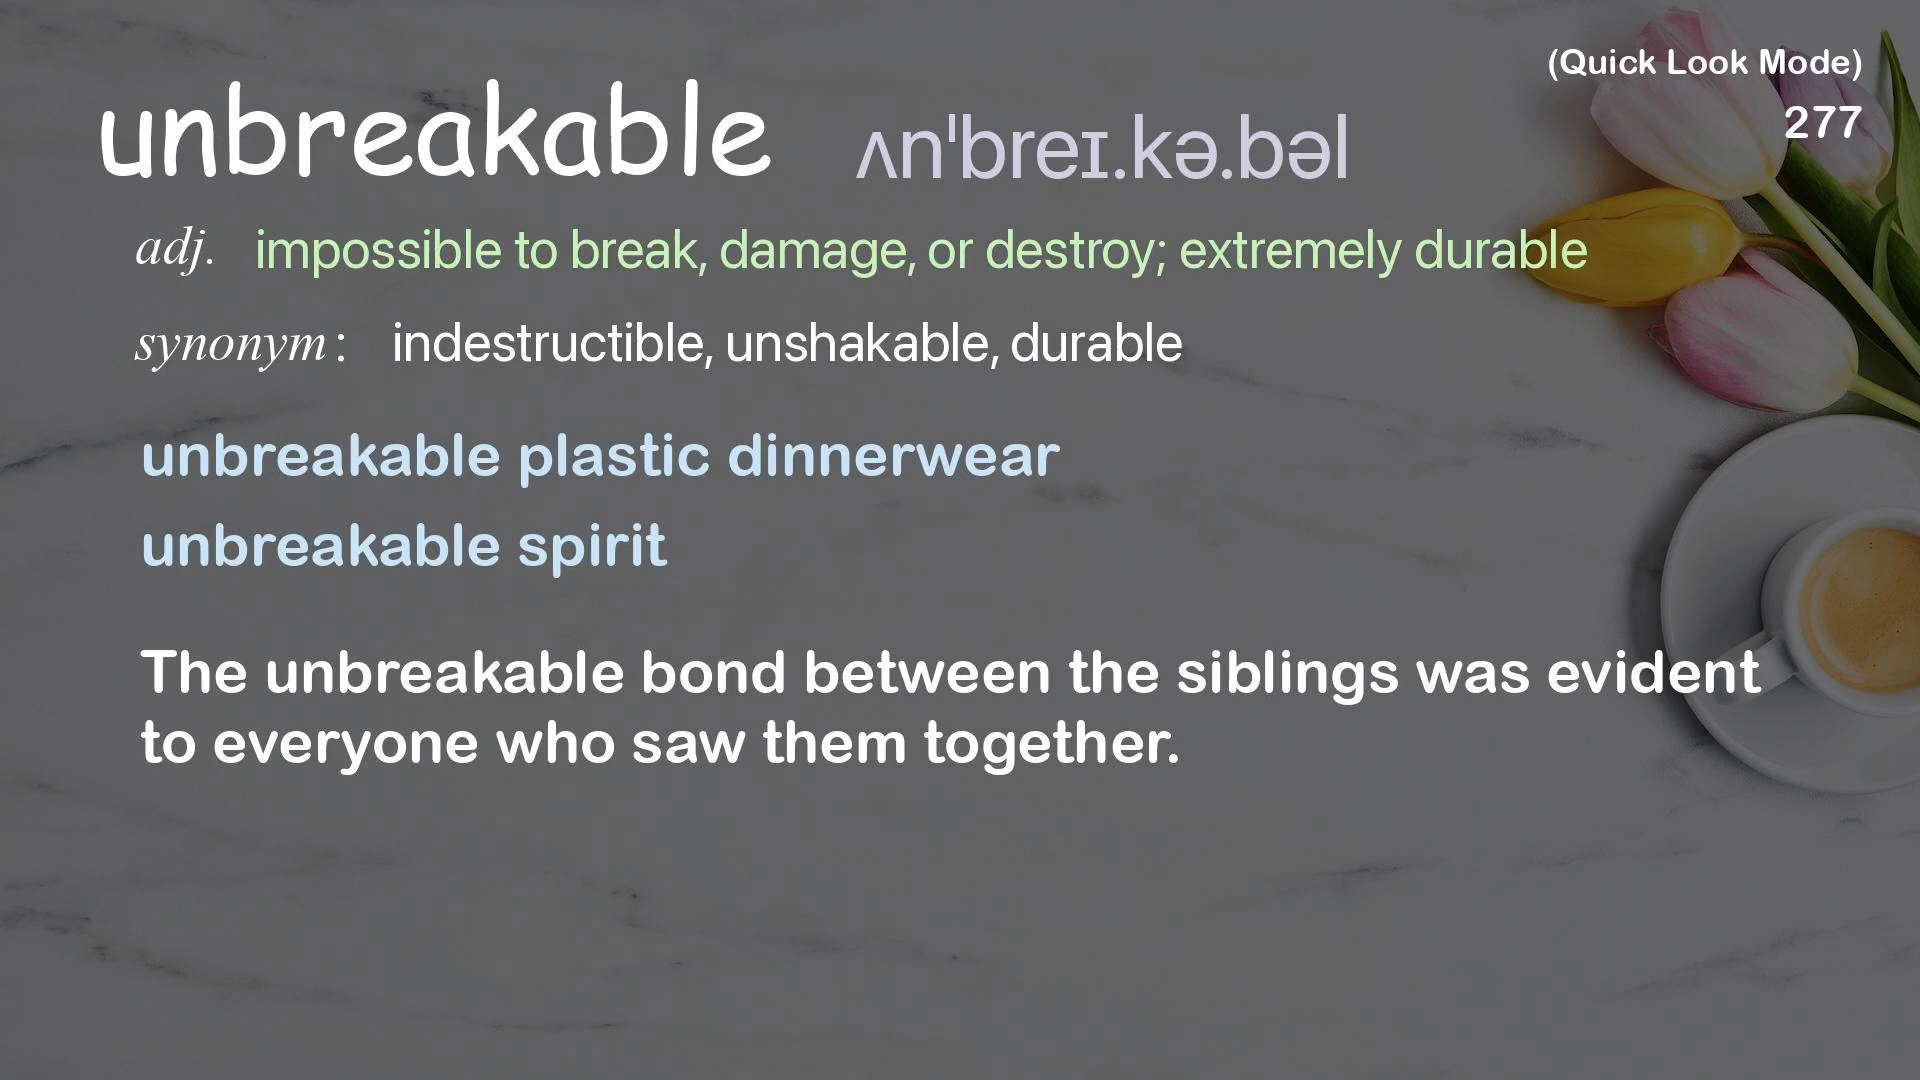 (Quick Look Mode)
277
unbreakable ʌnˈbreɪ.kə.bəl
adj. impossible to break, damage, or destroy; extremely durable
synonym : indestructible, unshakable, durable
unbreakable plastic dinnerwear
unbreakable spirit
The unbreakable bond between the siblings was evident
to everyone who saw them together.